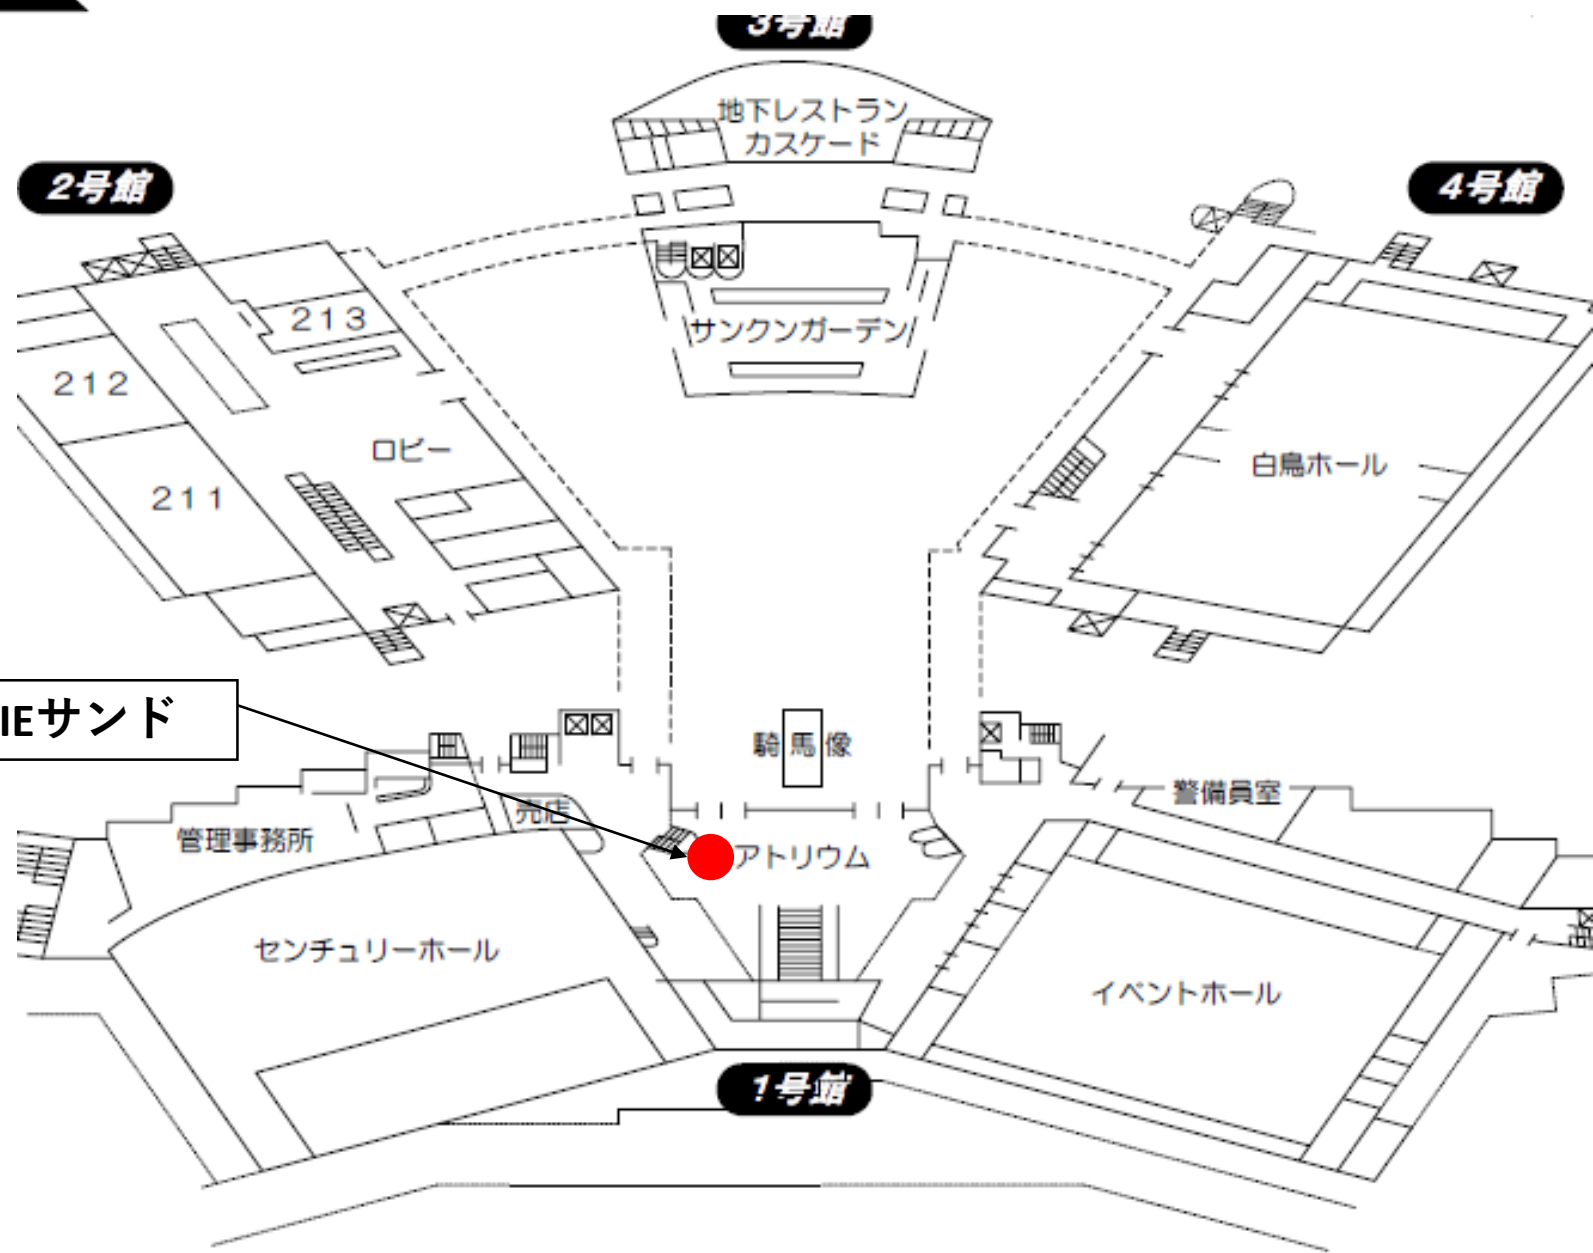 3号館
地下レストラン
カスケード
2号館
4号館
213
サンクンガーデン
212
ロビー
白鳥ホール
211
IEサンド
騎馬像
警備員室
売店
管理事務所
アトリウム
センチュリーホール
イベントホール
1号館